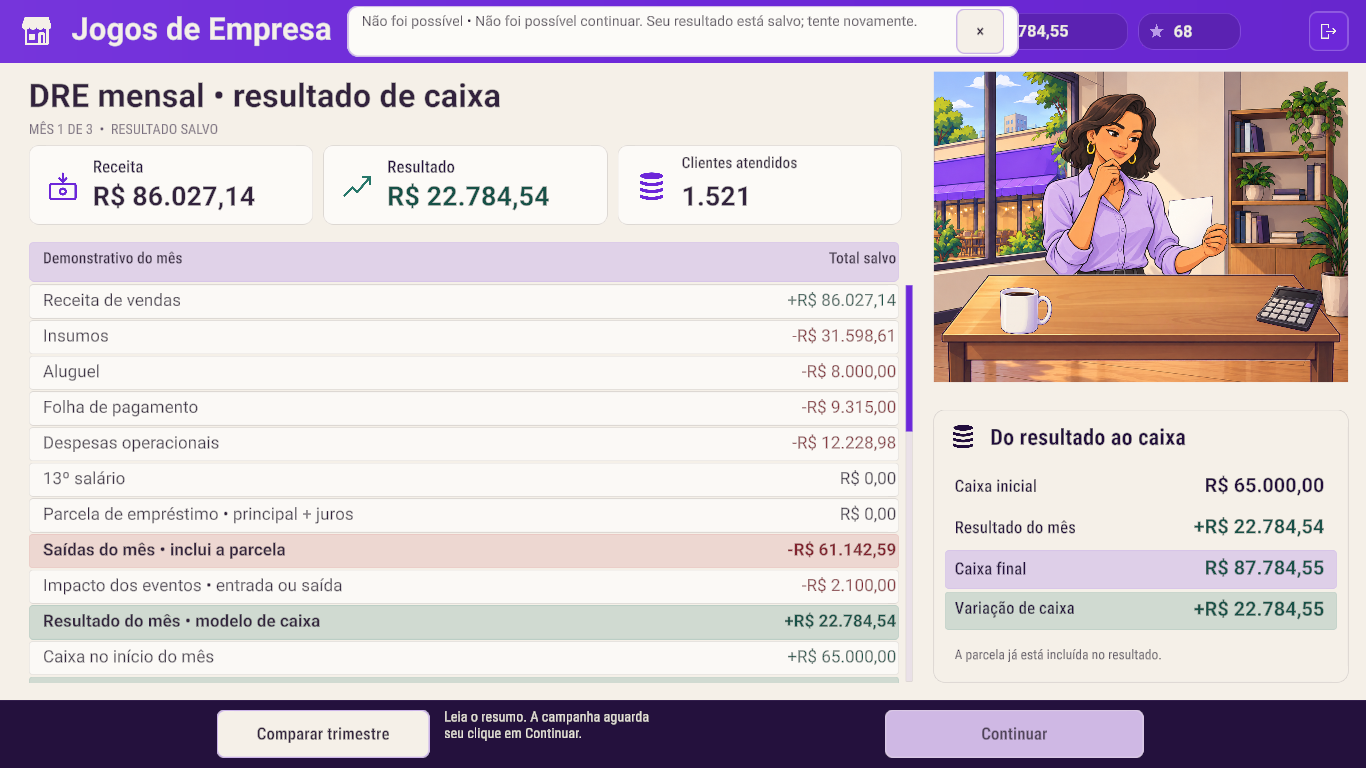 Jogos de Empresa
Não foi possível • Não foi possível continuar. Seu resultado está salvo; tente novamente.
×
784,55
68
DRE mensal • resultado de caixa
MÊS 1 DE 3 • RESULTADO SALVO
Receita
R$ 86.027,14
Resultado
R$ 22.784,54
Clientes atendidos
1.521
Demonstrativo do mês Total salvo
Receita de vendas +R$ 86.027,14
Insumos -R$ 31.598,61
Aluguel -R$ 8.000,00
Folha de pagamento -R$ 9.315,00
Despesas operacionais -R$ 12.228,98
13º salário R$ 0,00
Parcela de empréstimo • principal + juros R$ 0,00
Saídas do mês • inclui a parcela -R$ 61.142,59
Impacto dos eventos • entrada ou saída -R$ 2.100,00
Resultado do mês • modelo de caixa +R$ 22.784,54
Caixa no início do mês +R$ 65.000,00
Do resultado ao caixa
Caixa inicial R$ 65.000,00
Resultado do mês +R$ 22.784,54
Caixa final R$ 87.784,55
Variação de caixa +R$ 22.784,55
A parcela já está incluída no resultado.
Comparar trimestre
Leia o resumo. A campanha aguarda
seu clique em Continuar.
Continuar